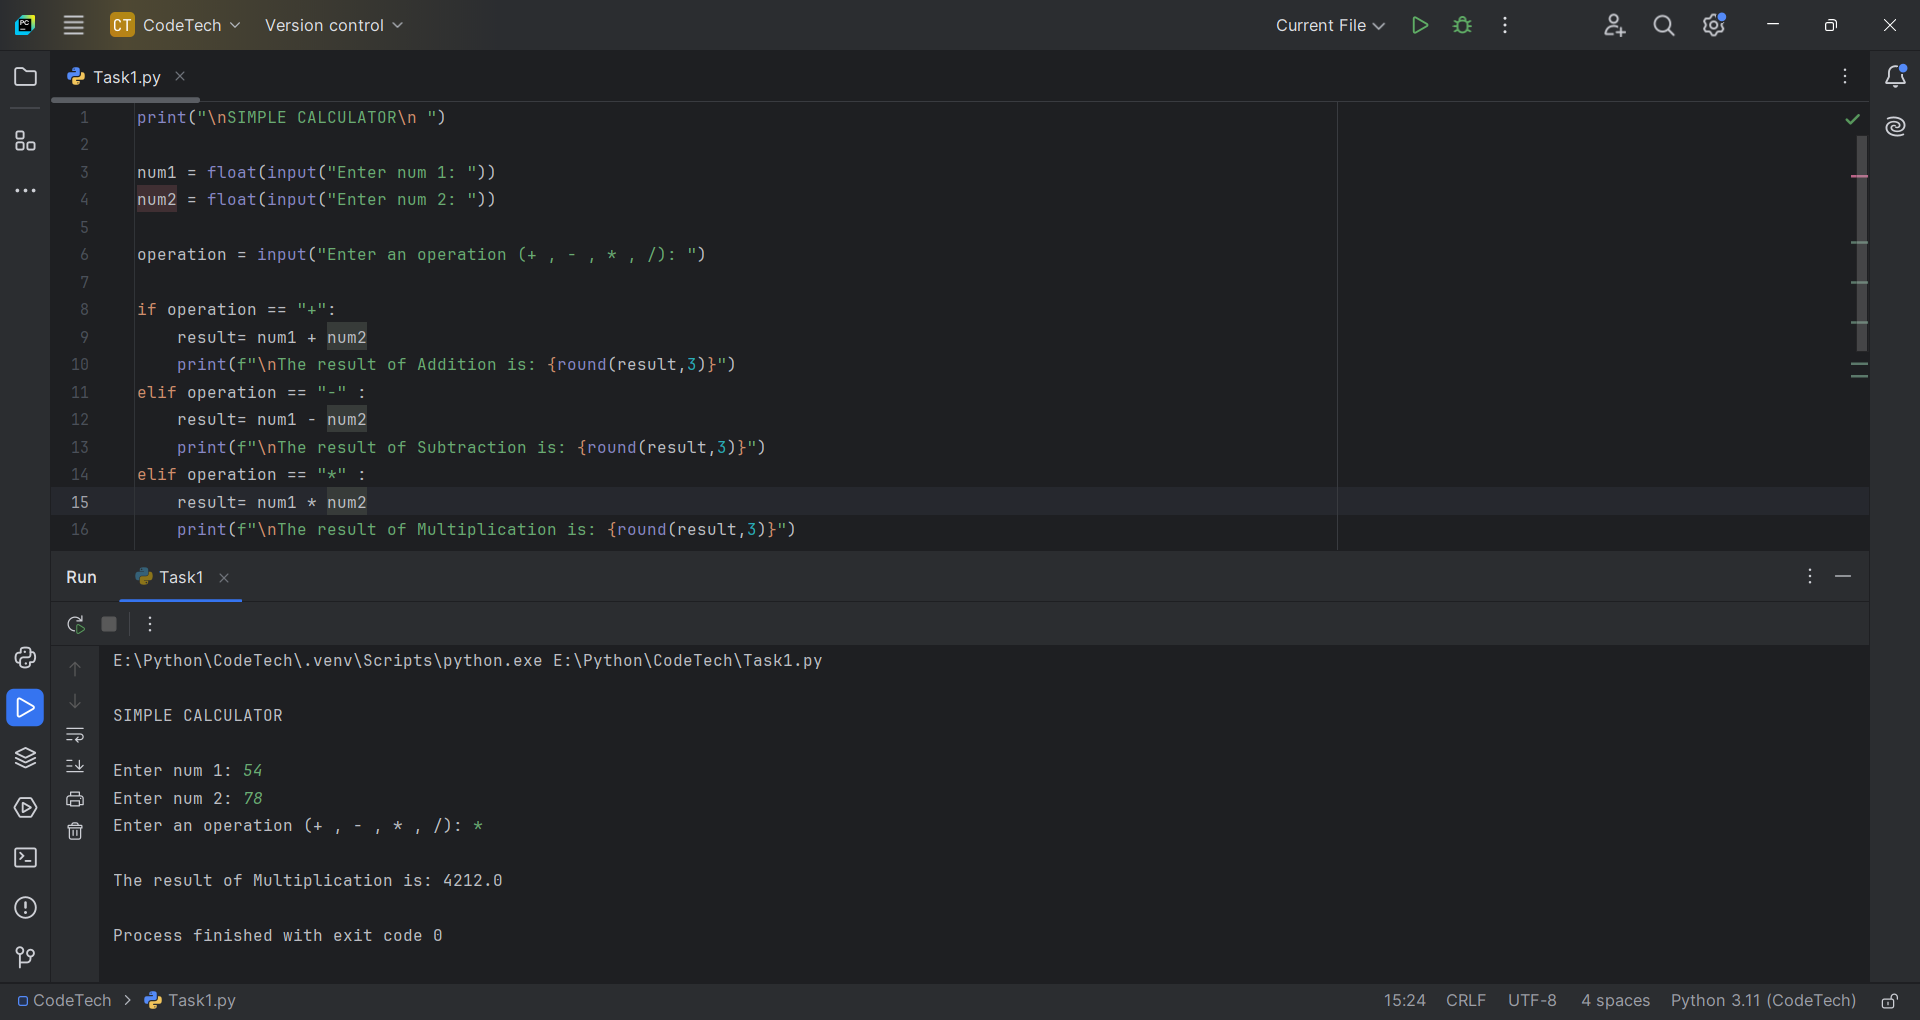 PC CT CodeTech Version control Current File
Task1.py
1 print("\nSIMPLE CALCULATOR\n ")
2
3 num1 = float(input("Enter num 1: "))
4 num2 = float(input("Enter num 2: "))
5
6 operation = input("Enter an operation (+ , - , * , /): ")
7
8 if operation == "+":
9     result= num1 + num2
10     print(f"\nThe result of Addition is: {round(result,3)}")
11 elif operation == "-" :
12     result= num1 - num2
13     print(f"\nThe result of Subtraction is: {round(result,3)}")
14 elif operation == "*" :
15     result= num1 * num2
16     print(f"\nThe result of Multiplication is: {round(result,3)}")
Run Task1
E:\Python\CodeTech\.venv\Scripts\python.exe E:\Python\CodeTech\Task1.py
SIMPLE CALCULATOR
Enter num 1: 54
Enter num 2: 78
Enter an operation (+ , - , * , /): *
The result of Multiplication is: 4212.0
Process finished with exit code 0
CodeTech > Task1.py 15:24 CRLF UTF-8 4 spaces Python 3.11 (CodeTech)